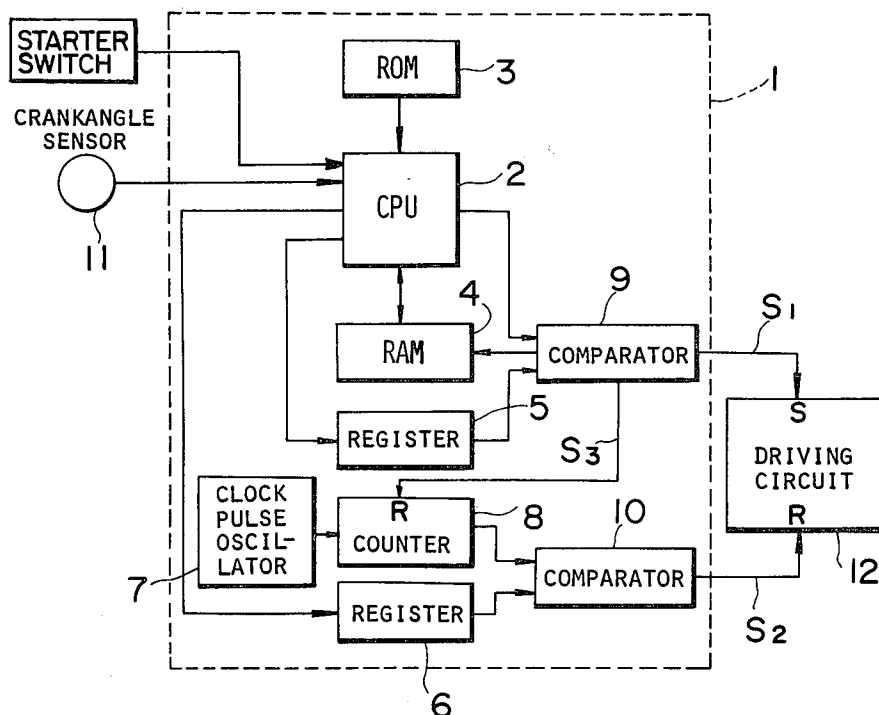 STARTER
SWITCH
ROM
3
1
CRANKANGLE
SENSOR
CPU
2
11
4
9
S1
RAM
COMPARATOR
S
5
REGISTER
S3
DRIVING
CIRCUIT
CLOCK
PULSE
OSCIL-
LATOR
R
COUNTER
8
10
R
7
COMPARATOR
12
REGISTER
S2
6